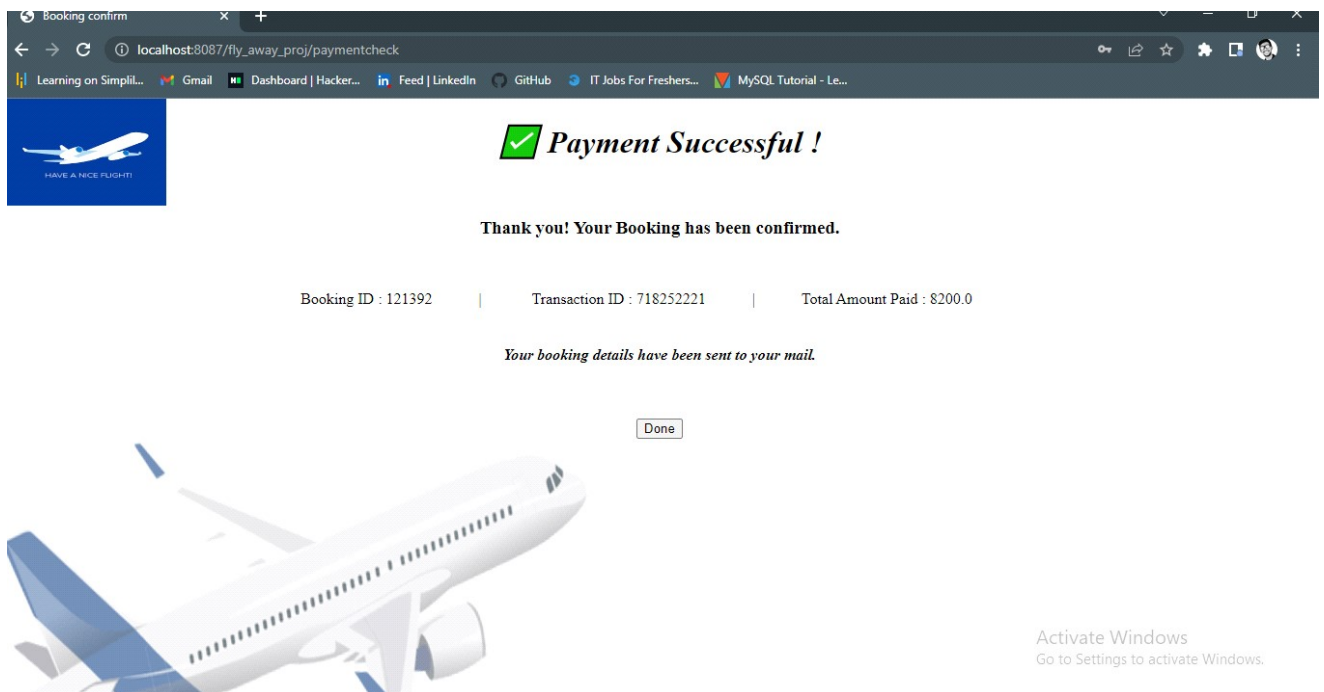 Booking confirm
localhost:8087/fly_away_proj/paymentcheck
Learning on Simplil... Gmail Dashboard | Hacker... Feed | LinkedIn GitHub IT Jobs For Freshers... MySQL Tutorial - Le...
HAVE A NICE FLIGHT!
Payment Successful !
Thank you! Your Booking has been confirmed.
Booking ID : 121392 | Transaction ID : 718252221 | Total Amount Paid : 8200.0
Your booking details have been sent to your mail.
Done
Activate Windows
Go to Settings to activate Windows.